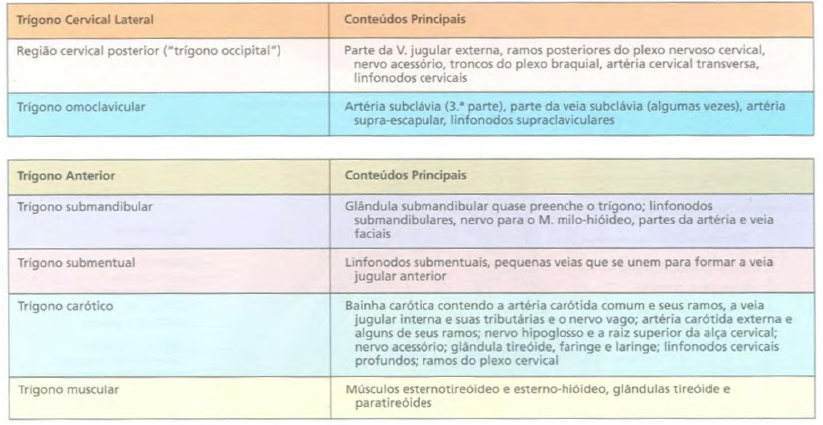 Trígono Cervical Lateral
Conteúdos Principais
Região cervical posterior ("trígono occipital")
Parte da V. jugular externa, ramos posteriores do plexo nervoso cervical,
nervo acessório, troncos do plexo braquial, artéria cervical transversa,
linfonodos cervicais
Trígono omoclavicular
Artéria subclávia (3.ª parte), parte da veia subclávia (algumas vezes), artéria
supra-escapular, linfonodos supraclaviculares
Trígono Anterior
Conteúdos Principais
Trígono submandibular
Glândula submandibular quase preenche o trígono; linfonodos
submandibulares, nervo para o M. milo-hióideo, partes da artéria e veia
faciais
Trígono submentual
Linfonodos submentuais, pequenas veias que se unem para formar a veia
jugular anterior
Trígono carótico
Bainha carótica contendo a artéria carótida comum e seus ramos, a veia
jugular interna e suas tributárias e o nervo vago; artéria carótida externa e
alguns de seus ramos; nervo hipoglosso e a raiz superior da alça cervical;
nervo acessório; glândula tireóide, faringe e laringe; linfonodos cervicais
profundos; ramos do plexo cervical
Trígono muscular
Músculos esternotireóideo e esterno-hióideo, glândulas tireóide e
paratireóides